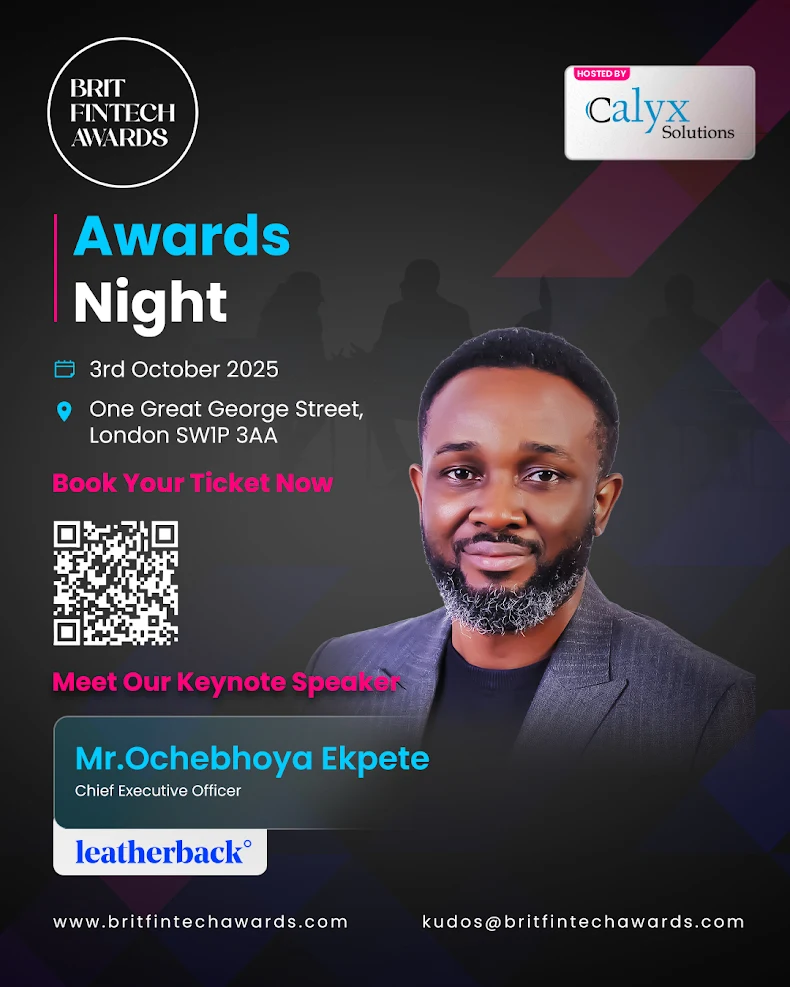 BRIT
FINTECH
AWARDS
HOSTED BY
Calyx
Solutions
Awards
Night
3rd October 2025
One Great George Street,
London SW1P 3AA
Book Your Ticket Now
Meet Our Keynote Speaker
Mr.Ochebhoya Ekpete
Chief Executive Officer
leatherback°
www.britfintechawards.com
kudos@britfintechawards.com